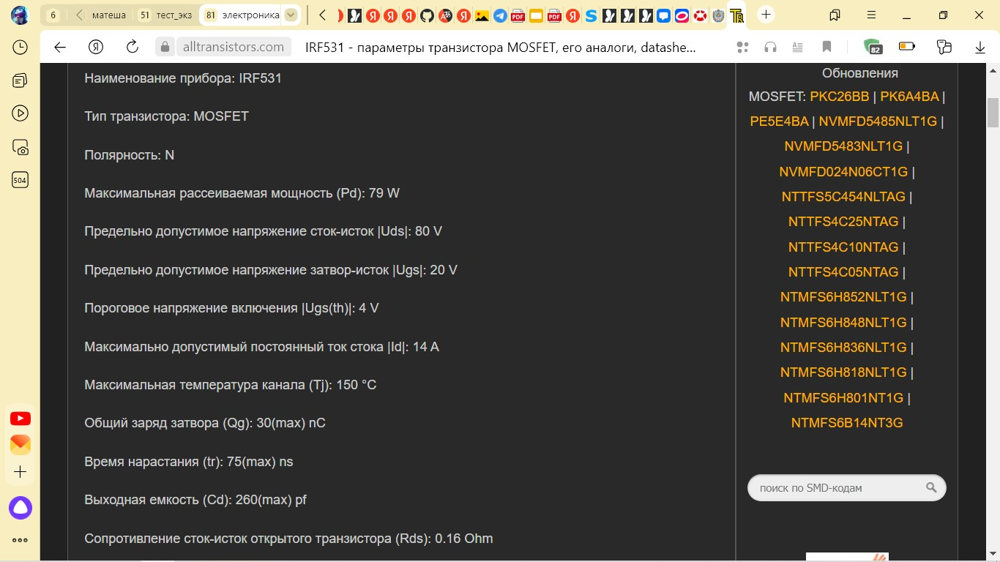 6
матеша
51 тест_экз
81 электроника
alltransistors.com
IRF531 - параметры транзистора MOSFET, его аналоги, datashe...
82
504
Наименование прибора: IRF531
Тип транзистора: MOSFET
Полярность: N
Максимальная рассеиваемая мощность (Pd): 79 W
Предельно допустимое напряжение сток-исток |Uds|: 80 V
Предельно допустимое напряжение затвор-исток |Ugs|: 20 V
Пороговое напряжение включения |Ugs(th)|: 4 V
Максимально допустимый постоянный ток стока |Id|: 14 A
Максимальная температура канала (Tj): 150 °C
Общий заряд затвора (Qg): 30(max) nC
Время нарастания (tr): 75(max) ns
Выходная емкость (Cd): 260(max) pf
Сопротивление сток-исток открытого транзистора (Rds): 0.16 Ohm
Обновления
MOSFET: PKC26BB | PK6A4BA |
PE5E4BA | NVMFD5485NLT1G |
NVMFD5483NLT1G |
NVMFD024N06CT1G |
NTTFS5C454NLTAG |
NTTFS4C25NTAG |
NTTFS4C10NTAG |
NTTFS4C05NTAG |
NTMFS6H852NLT1G |
NTMFS6H848NLT1G |
NTMFS6H836NLT1G |
NTMFS6H818NLT1G |
NTMFS6H801NT1G |
NTMFS6B14NT3G
поиск по SMD-кодам